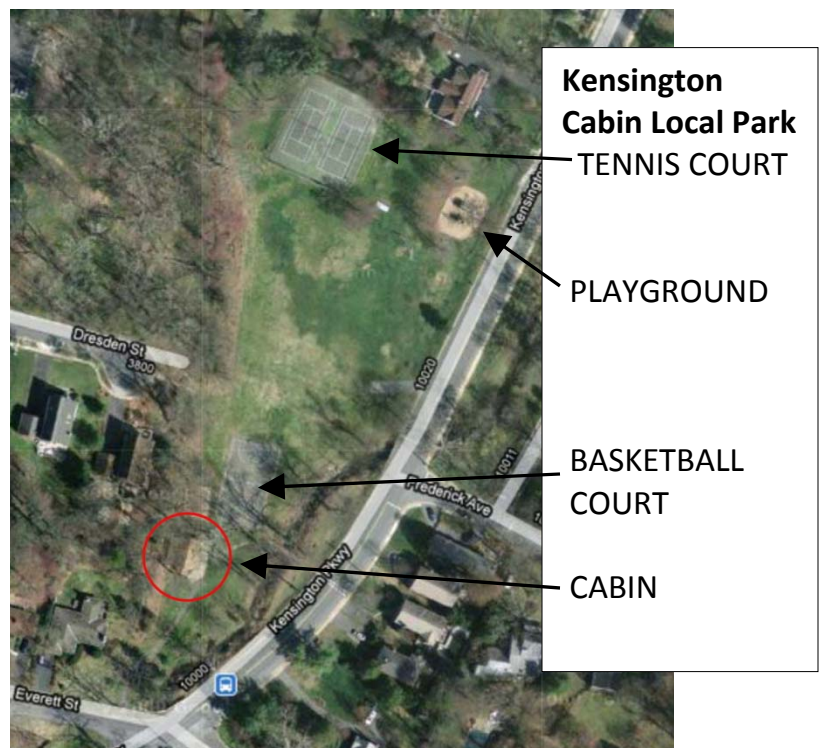 Kensington
Cabin Local Park
TENNIS COURT
PLAYGROUND
BASKETBALL
COURT
CABIN
Kensington
Dresden St
3800
10020
10011
Frederick Ave
Kensington Pkwy
10000
Everett St